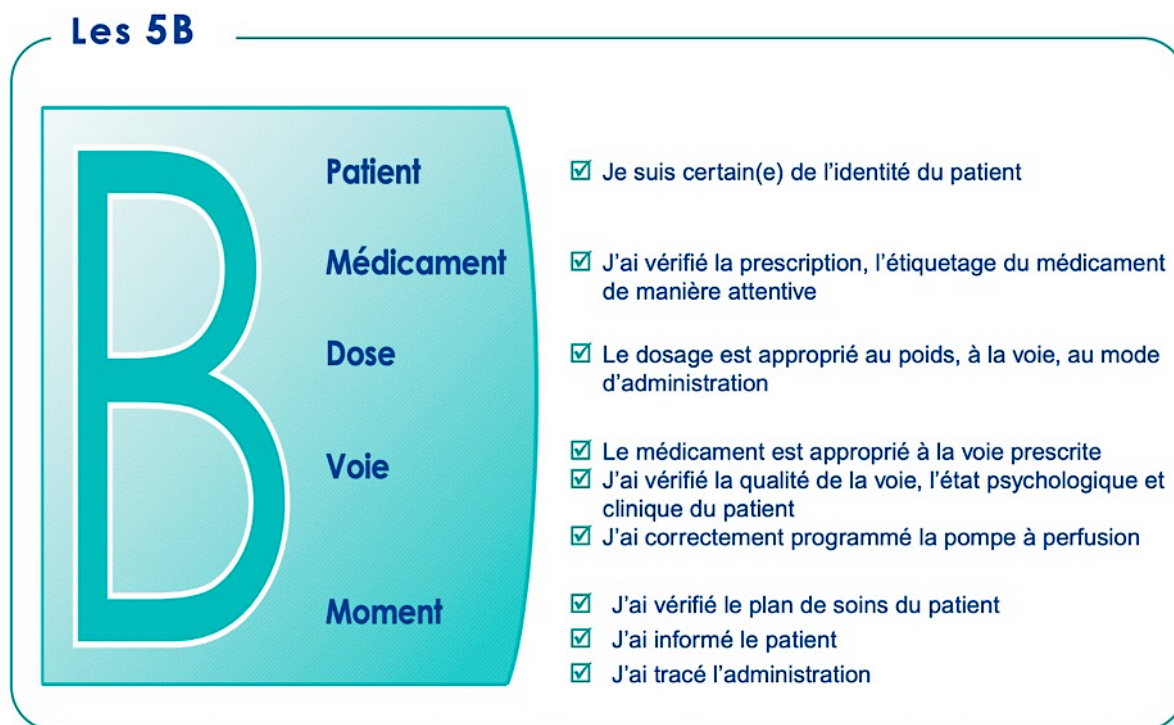 Les 5B
B
Patient
Je suis certain(e) de l’identité du patient
Médicament
J’ai vérifié la prescription, l’étiquetage du médicament
de manière attentive
Dose
Le dosage est approprié au poids, à la voie, au mode
d’administration
Voie
Le médicament est approprié à la voie prescrite
J’ai vérifié la qualité de la voie, l’état psychologique et
clinique du patient
J’ai correctement programmé la pompe à perfusion
Moment
J’ai vérifié le plan de soins du patient
J’ai informé le patient
J’ai tracé l’administration